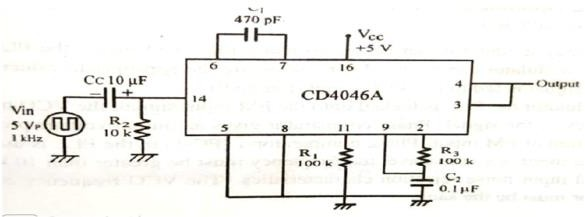 C1
470 pF
Vcc
+5 V
6
7
16
Cc 10 µF
− +
14
CD4046A
4
3
Output
Vin
5 Vp
1 kHz
R2
10 k
5
8
11
9
2
R1
100 k
R3
100 k
C2
0.1 µF